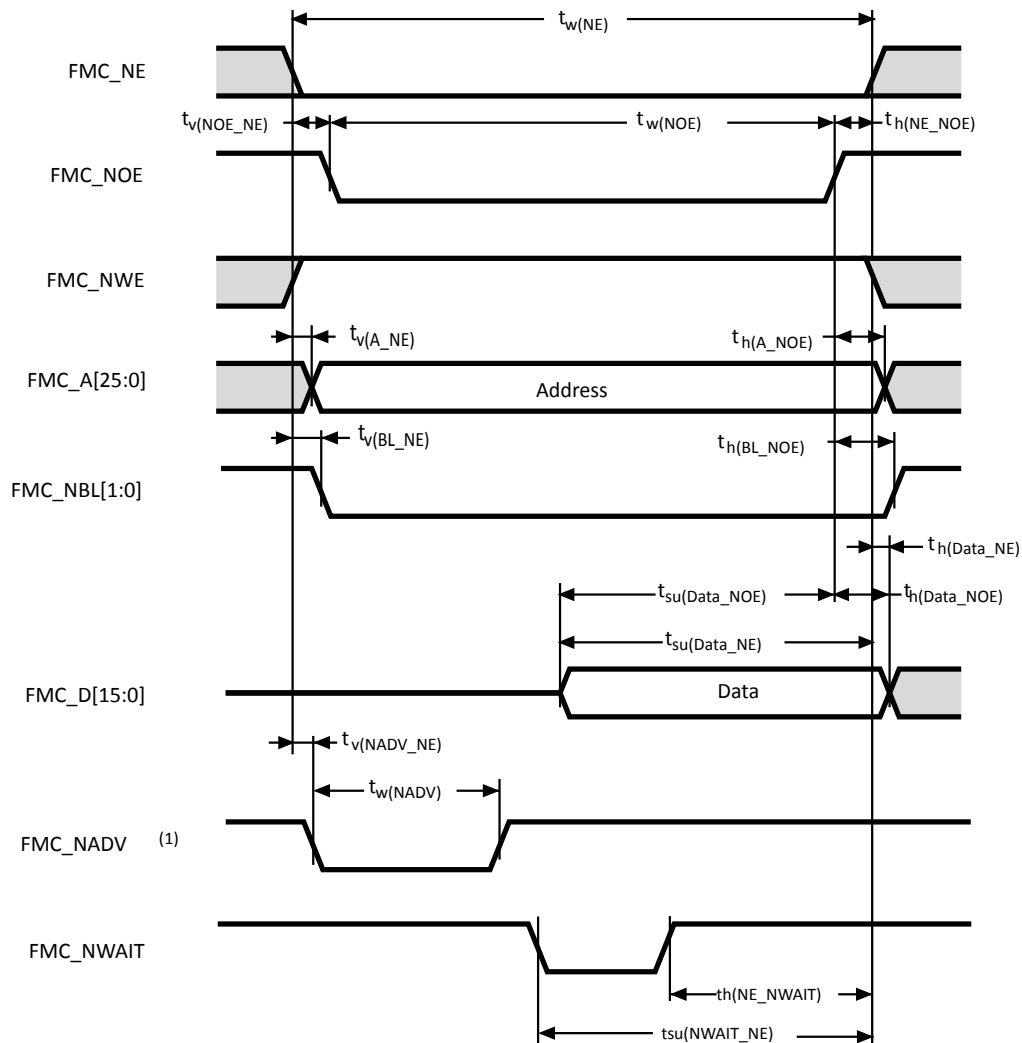 tw(NE)
FMC_NE
tv(NOE_NE)
tw(NOE)
th(NE_NOE)
FMC_NOE
FMC_NWE
tv(A_NE)
th(A_NOE)
FMC_A[25:0]
Address
tv(BL_NE)
th(BL_NOE)
FMC_NBL[1:0]
th(Data_NE)
tsu(Data_NOE)
th(Data_NOE)
tsu(Data_NE)
FMC_D[15:0]
Data
tv(NADV_NE)
tw(NADV)
FMC_NADV (1)
FMC_NWAIT
th(NE_NWAIT)
tsu(NWAIT_NE)